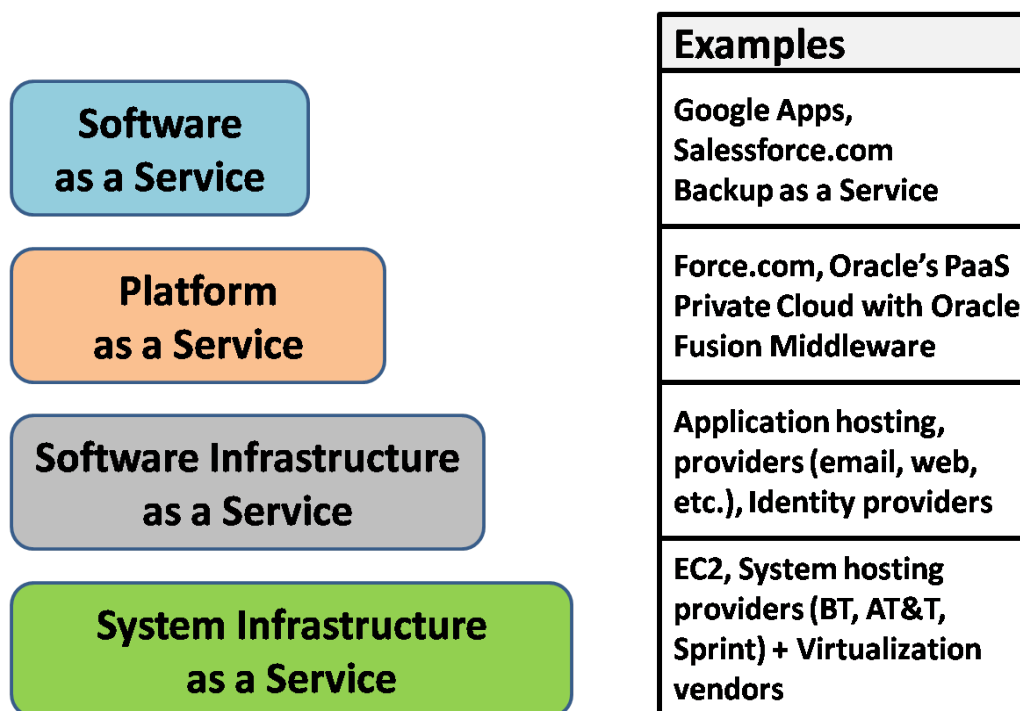 Examples
Software
as a Service
Google Apps,
Salessforce.com
Backup as a Service
Platform
as a Service
Force.com, Oracle’s PaaS
Private Cloud with Oracle
Fusion Middleware
Software Infrastructure
as a Service
Application hosting,
providers (email, web,
etc.), Identity providers
System Infrastructure
as a Service
EC2, System hosting
providers (BT, AT&T,
Sprint) + Virtualization
vendors